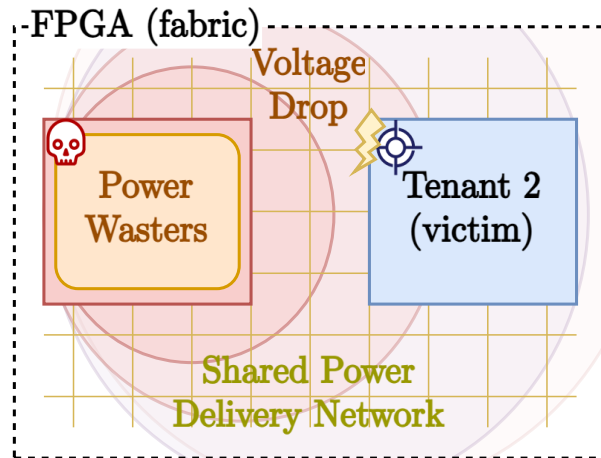 FPGA (fabric)
Voltage
Drop
Power
Wasters
Tenant 2
(victim)
Shared Power
Delivery Network